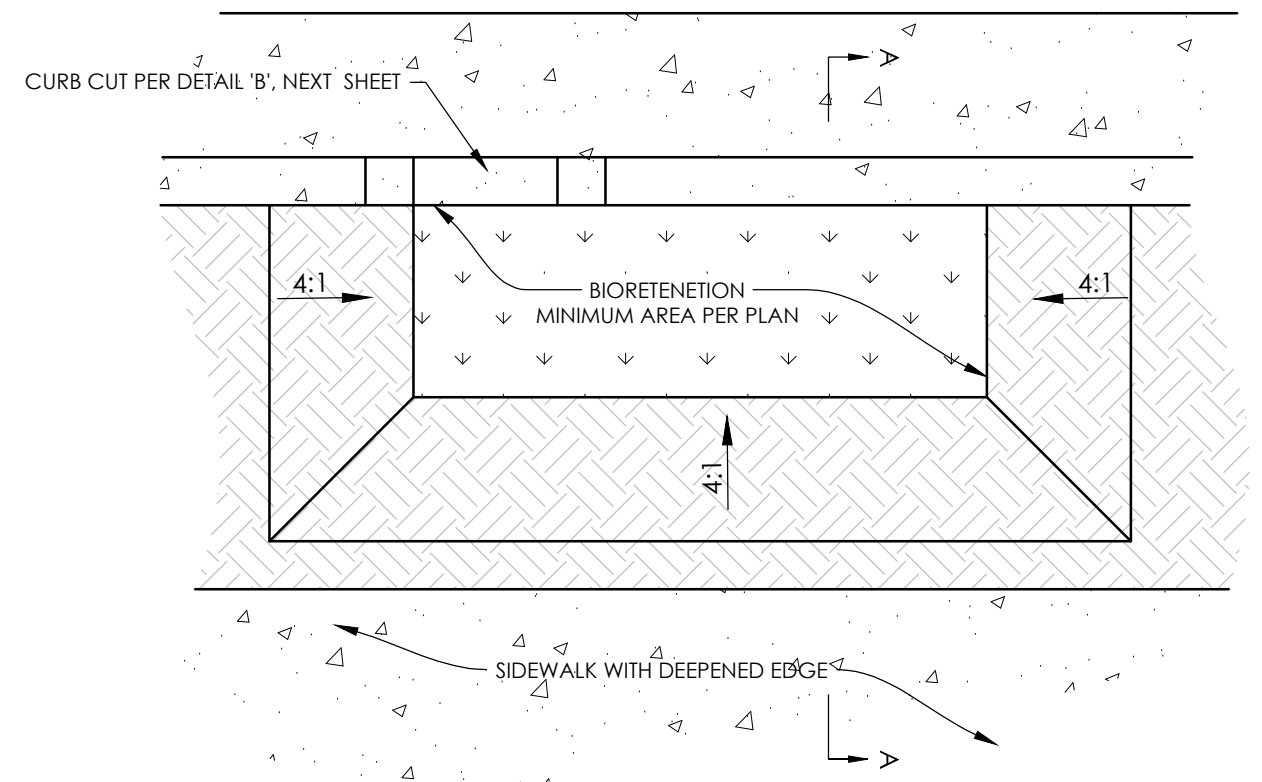 A
CURB CUT PER DETAIL 'B', NEXT SHEET
4:1
4:1
BIORETENETION
MINIMUM AREA PER PLAN
4:1
SIDEWALK WITH DEEPENED EDGE
A